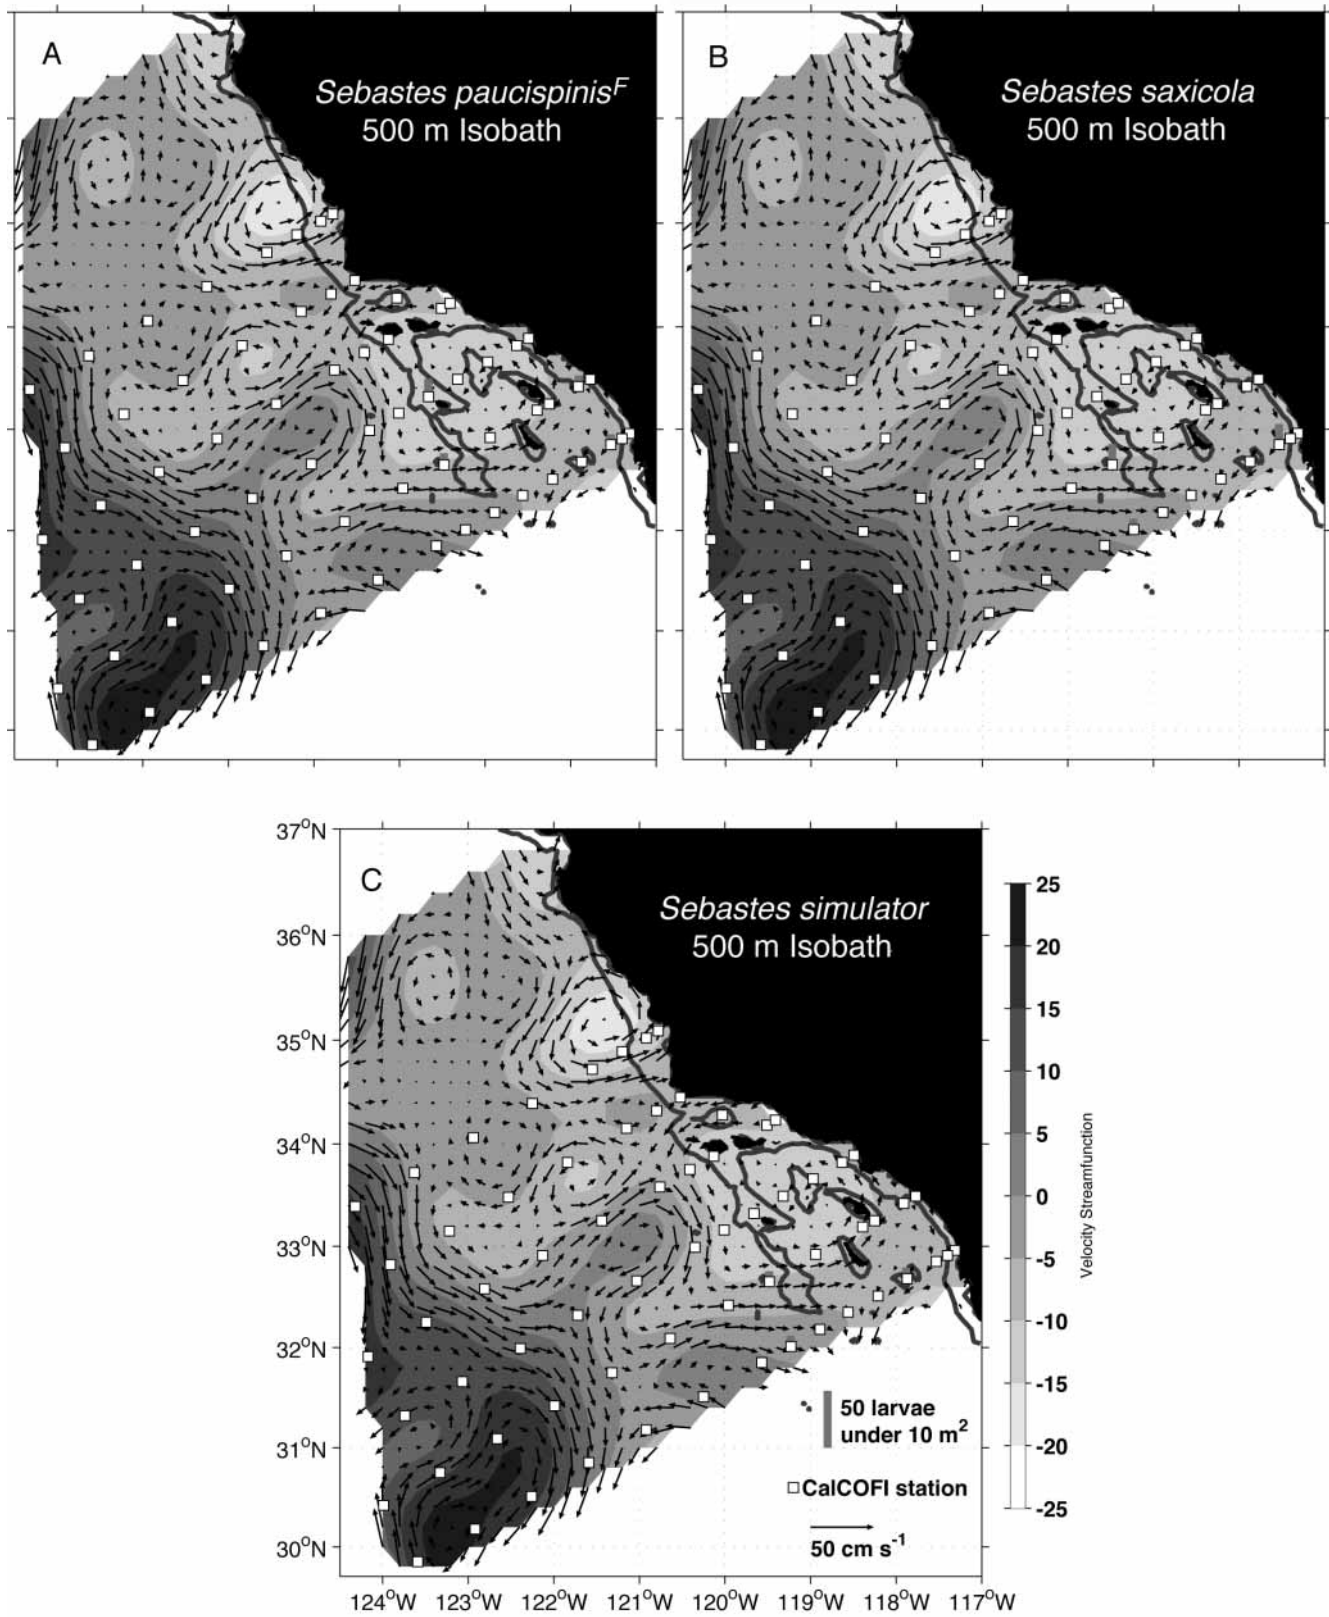 A
Sebastes paucispinisF
500 m Isobath
B
Sebastes saxicola
500 m Isobath
37°N
36°N
35°N
34°N
33°N
32°N
31°N
30°N
C
Sebastes simulator
500 m Isobath
50 larvae
under 10 m2
CalCOFI station
50 cm s-1
124°W 123°W 122°W 121°W 120°W 119°W 118°W 117°W
25
20
15
10
5
0
-5
-10
-15
-20
-25
Velocity Streamfunction